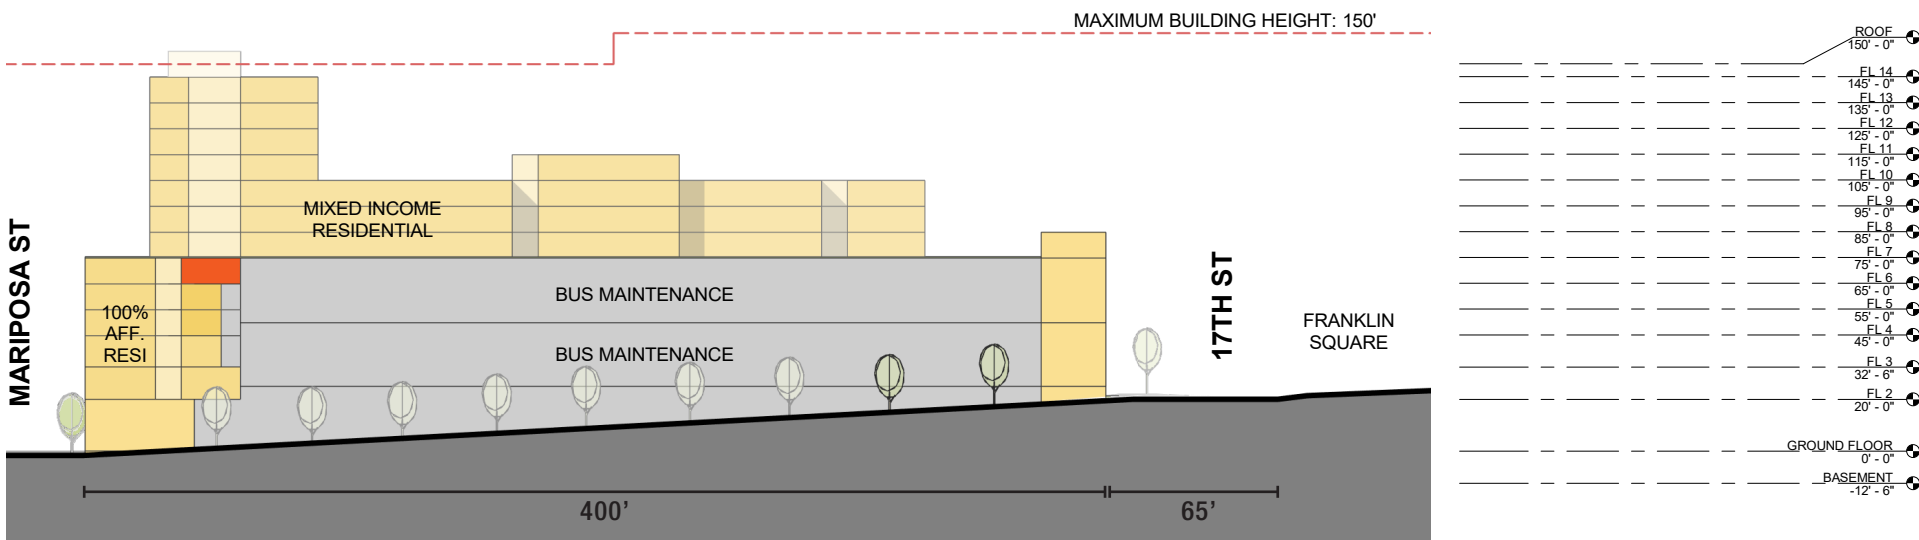 MAXIMUM BUILDING HEIGHT: 150'
MARIPOSA ST
MIXED INCOME
RESIDENTIAL
100%
AFF.
RESI
BUS MAINTENANCE
BUS MAINTENANCE
17TH ST
FRANKLIN
SQUARE
400’
65’
ROOF
150' - 0"
FL 14
145' - 0"
FL 13
135' - 0"
FL 12
125' - 0"
FL 11
115' - 0"
FL 10
105' - 0"
FL 9
95' - 0"
FL 8
85' - 0"
FL 7
75' - 0"
FL 6
65' - 0"
FL 5
55' - 0"
FL 4
45' - 0"
FL 3
32' - 6"
FL 2
20' - 0"
GROUND FLOOR
0' - 0"
BASEMENT
-12' - 6"